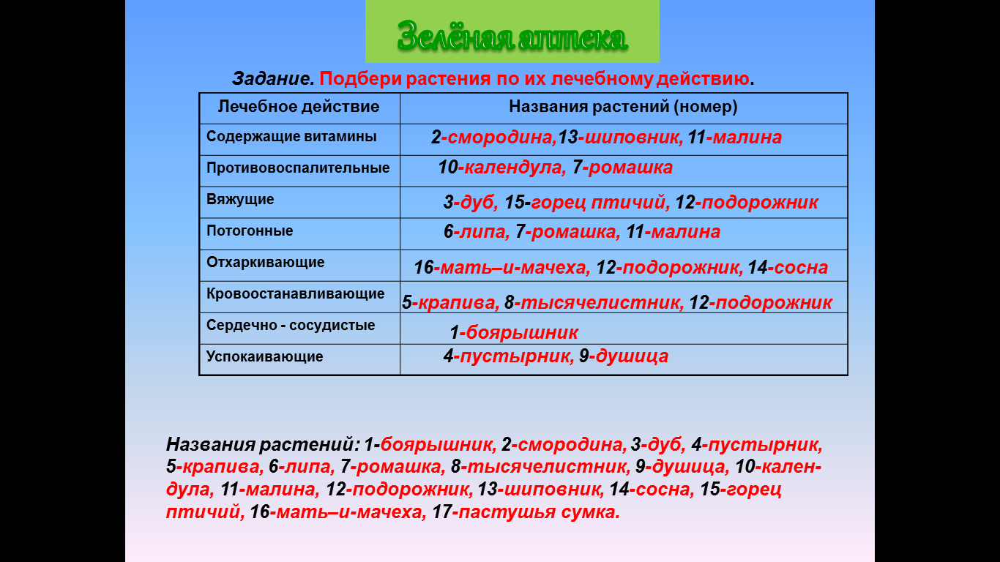 Зелёная аптека
Задание. Подбери растения по их лечебному действию.
Лечебное действие Названия растений (номер)
Содержащие витамины 2-смородина,13-шиповник, 11-малина
Противовоспалительные 10-календула, 7-ромашка
Вяжущие 3-дуб, 15-горец птичий, 12-подорожник
Потогонные 6-липа, 7-ромашка, 11-малина
Отхаркивающие 16-мать–и-мачеха, 12-подорожник, 14-сосна
Кровоостанавливающие 5-крапива, 8-тысячелистник, 12-подорожник
Сердечно - сосудистые 1-боярышник
Успокаивающие 4-пустырник, 9-душица
Названия растений: 1-боярышник, 2-смородина, 3-дуб, 4-пустырник,
5-крапива, 6-липа, 7-ромашка, 8-тысячелистник, 9-душица, 10-кален-
дула, 11-малина, 12-подорожник, 13-шиповник, 14-сосна, 15-горец
птичий, 16-мать–и-мачеха, 17-пастушья сумка.